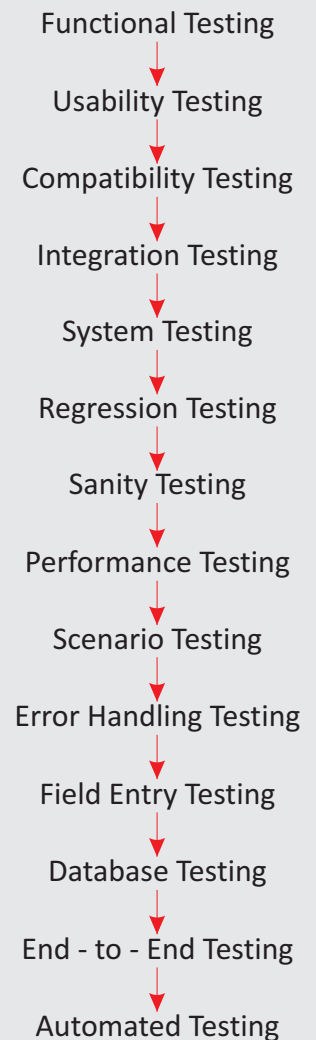 Functional Testing
Usability Testing
Compatibility Testing
Integration Testing
System Testing
Regression Testing
Sanity Testing
Performance Testing
Scenario Testing
Error Handling Testing
Field Entry Testing
Database Testing
End - to - End Testing
Automated Testing